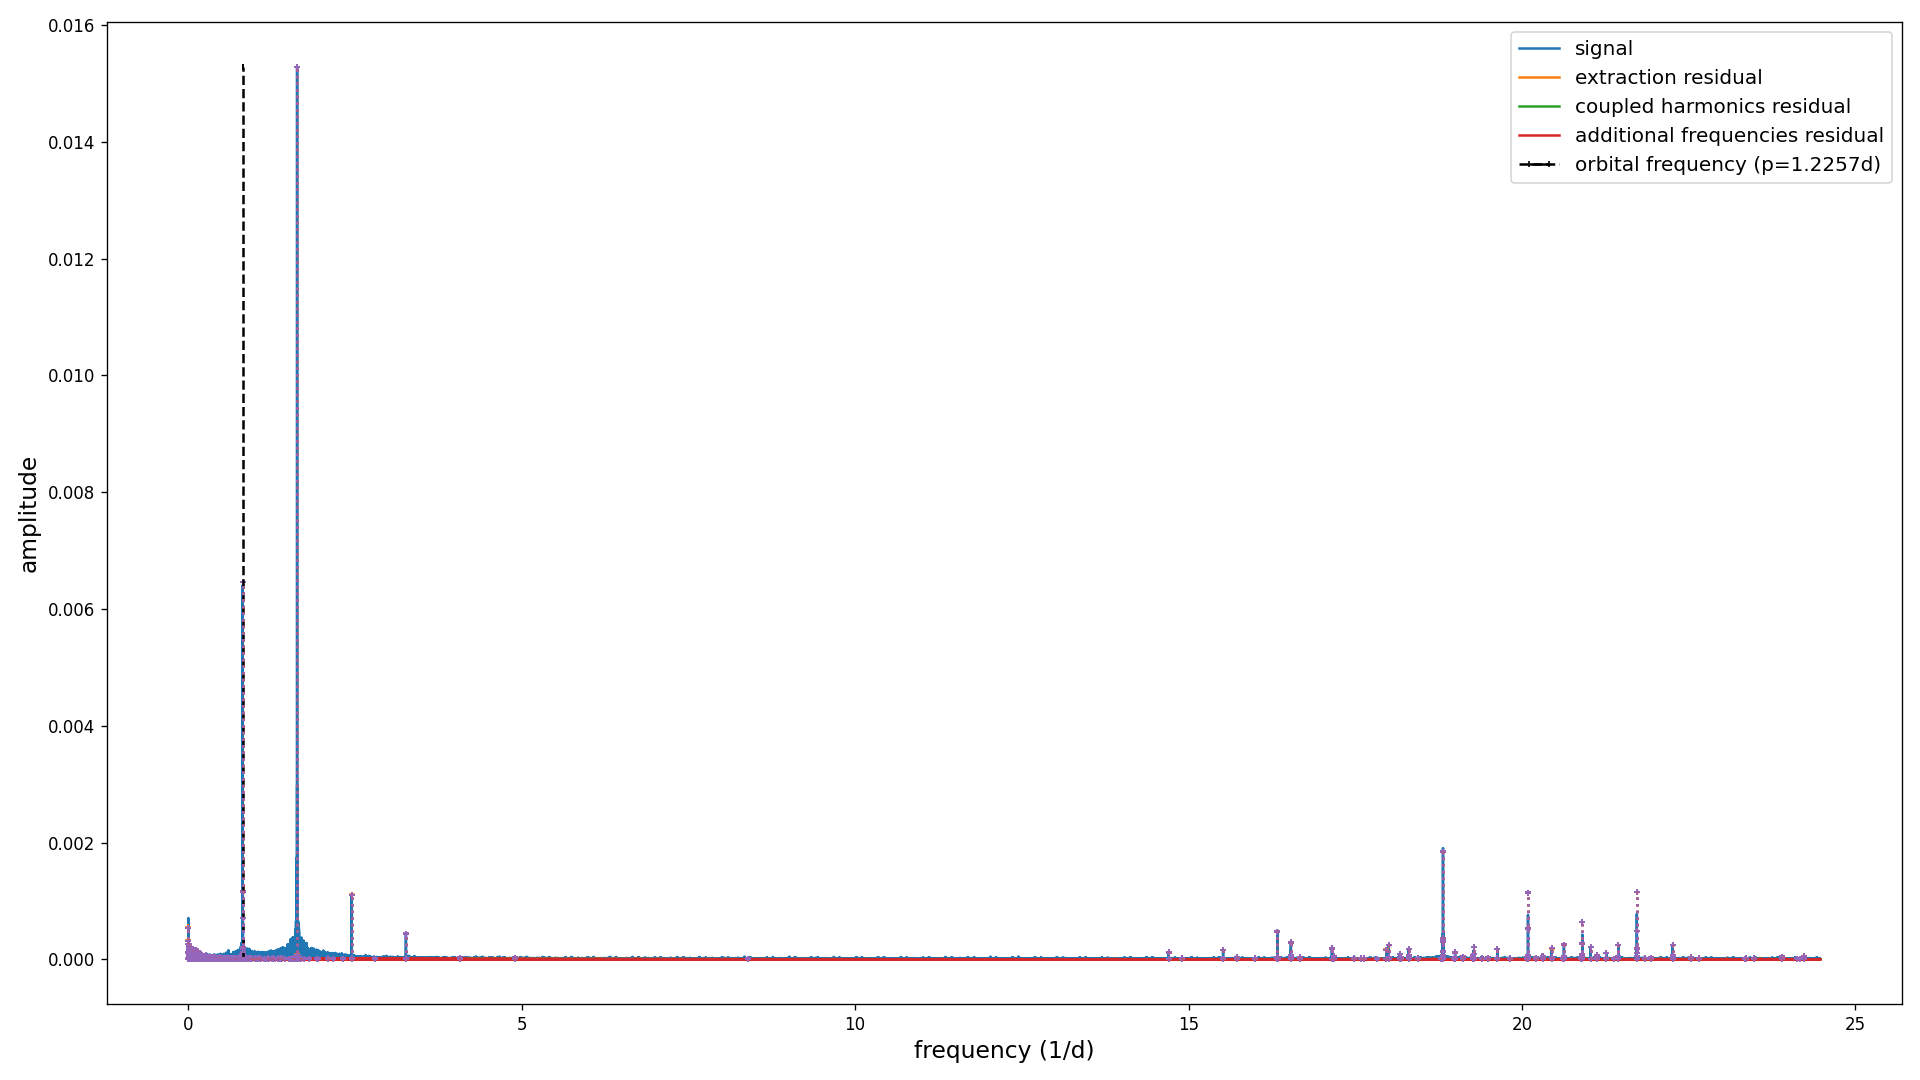 0.016
0.014
0.012
0.010
0.008
0.006
0.004
0.002
0.000
amplitude
signal
extraction residual
coupled harmonics residual
additional frequencies residual
orbital frequency (p=1.2257d)
0 5 10 15 20 25
frequency (1/d)